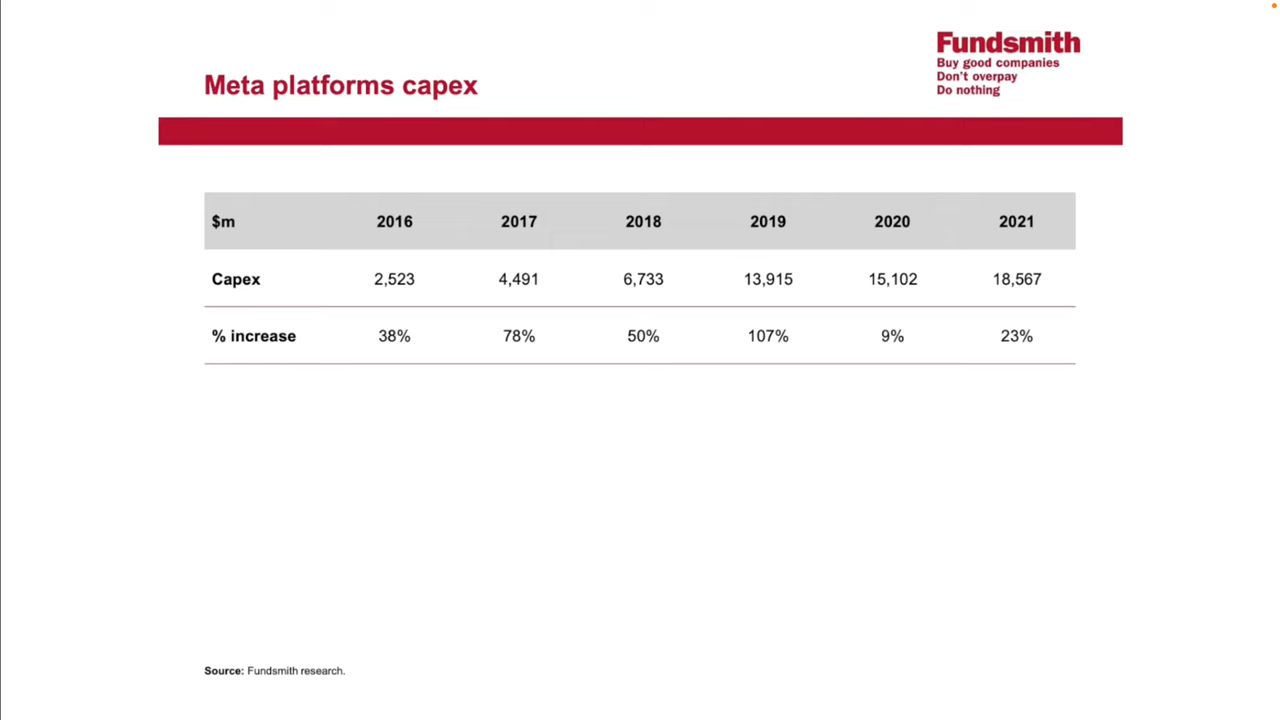 Fundsmith
Buy good companies
Don't overpay
Do nothing
Meta platforms capex
$m 2016 2017 2018 2019 2020 2021
Capex 2,523 4,491 6,733 13,915 15,102 18,567
% increase 38% 78% 50% 107% 9% 23%
Source: Fundsmith research.